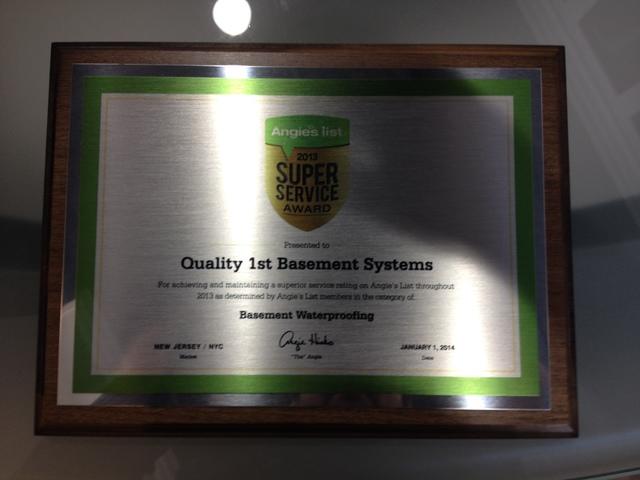 Angie's list
2013
SUPER
SERVICE
AWARD
Presented to
Quality 1st Basement Systems
For achieving and maintaining a superior service rating on Angie's List throughout
2013 as determined by Angie's List members in the category of:
Basement Waterproofing
Angie Hicks
NEW JERSEY / NYC
Market
"The" Angie
JANUARY 1, 2014
Date